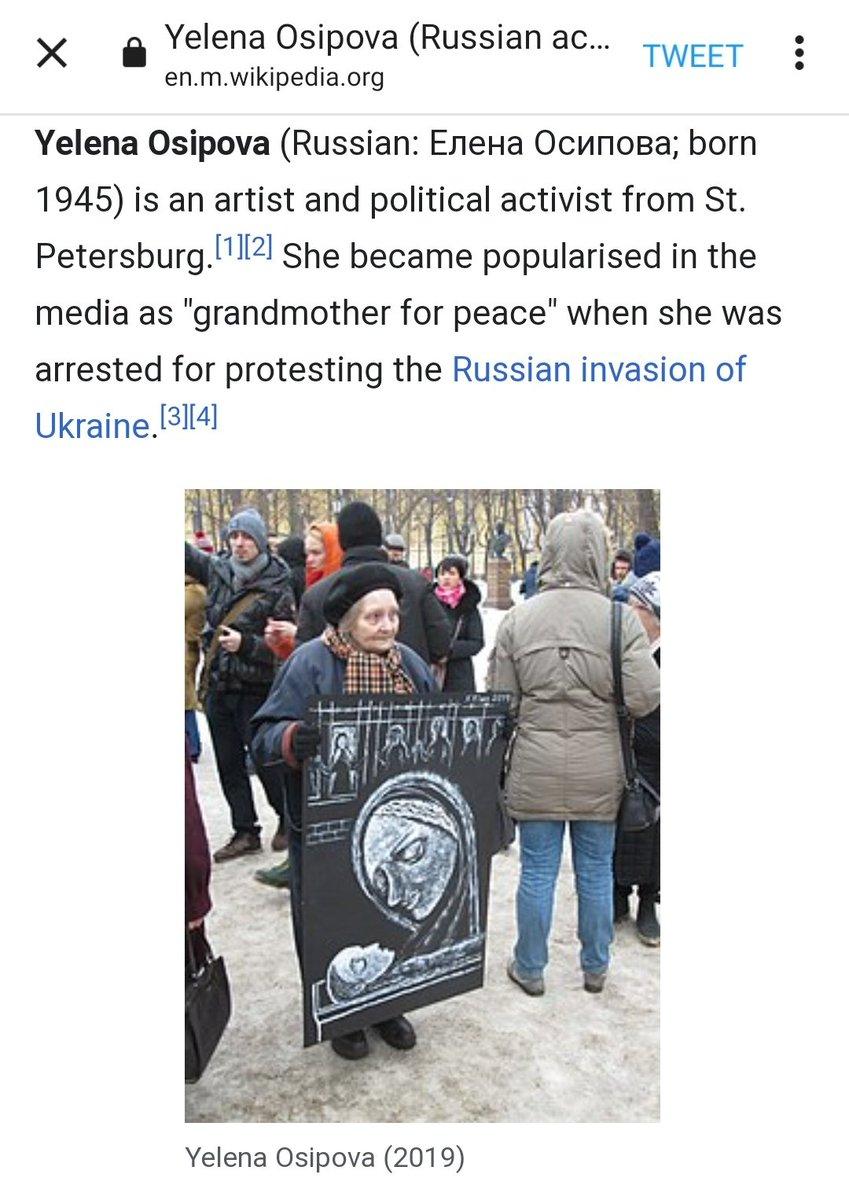 Yelena Osipova (Russian ac...
en.m.wikipedia.org
TWEET
Yelena Osipova (Russian: Елена Осипова; born
1945) is an artist and political activist from St.
Petersburg.[1][2] She became popularised in the
media as "grandmother for peace" when she was
arrested for protesting the Russian invasion of
Ukraine.[3][4]
Yelena Osipova (2019)